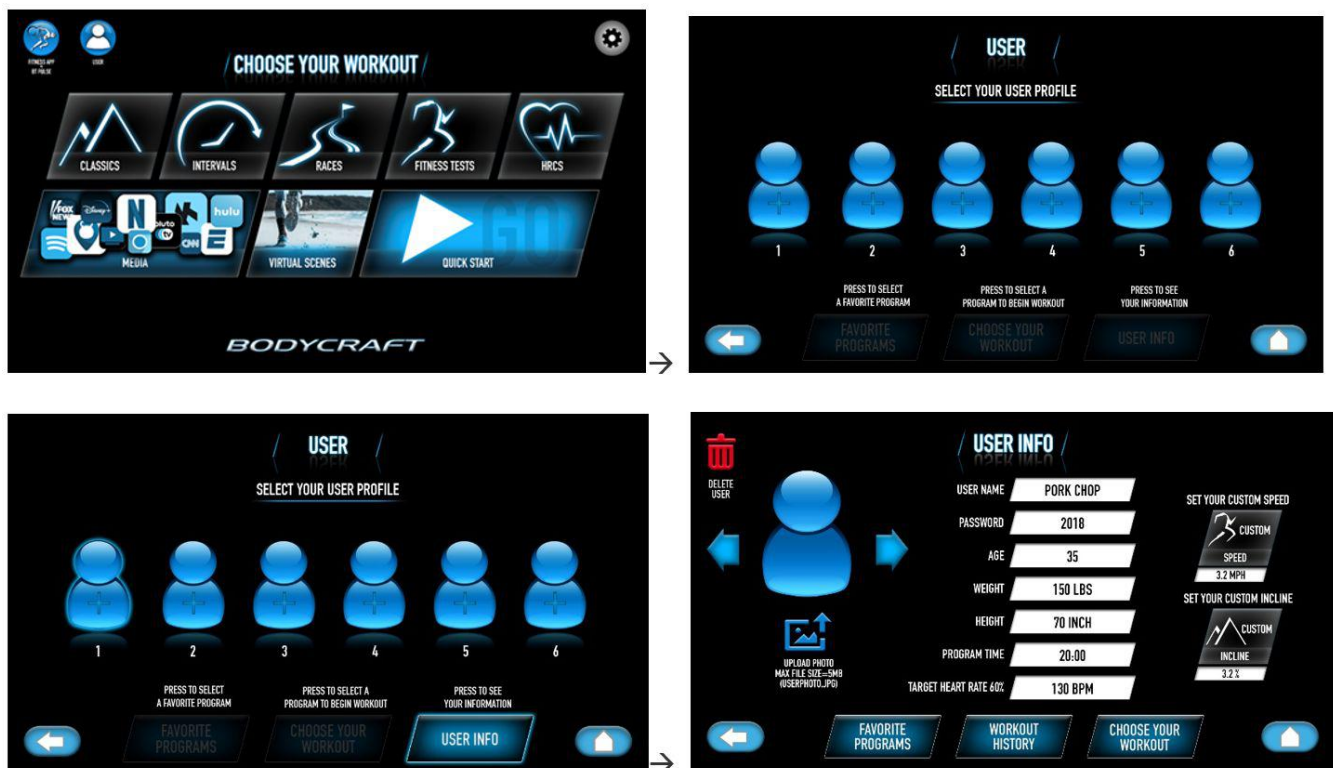 FITNESS APP
BT PULSE
USER
CHOOSE YOUR WORKOUT
CLASSICS
INTERVALS
RACES
FITNESS TESTS
HRCS
FOX
NEWS
Disney+
N
hulu
pluto
tv
CNN
E
MEDIA
VIRTUAL SCENES
GO
QUICK START
BODYCRAFT
→
USER
SELECT YOUR USER PROFILE
1
2
3
4
5
6
PRESS TO SELECT
A FAVORITE PROGRAM
PRESS TO SELECT A
PROGRAM TO BEGIN WORKOUT
PRESS TO SEE
YOUR INFORMATION
FAVORITE
PROGRAMS
CHOOSE YOUR
WORKOUT
USER INFO
USER
SELECT YOUR USER PROFILE
1
2
3
4
5
6
PRESS TO SELECT
A FAVORITE PROGRAM
PRESS TO SELECT A
PROGRAM TO BEGIN WORKOUT
PRESS TO SEE
YOUR INFORMATION
FAVORITE
PROGRAMS
CHOOSE YOUR
WORKOUT
USER INFO
→
USER INFO
DELETE
USER
UPLOAD PHOTO
MAX FILE SIZE=5MB
(USERPHOTO.JPG)
USER NAME PORK CHOP
PASSWORD 2018
AGE 35
WEIGHT 150 LBS
HEIGHT 70 INCH
PROGRAM TIME 20:00
TARGET HEART RATE 60% 130 BPM
SET YOUR CUSTOM SPEED
CUSTOM
SPEED
3.2 MPH
SET YOUR CUSTOM INCLINE
CUSTOM
INCLINE
3.2 %
FAVORITE
PROGRAMS
WORKOUT
HISTORY
CHOOSE YOUR
WORKOUT